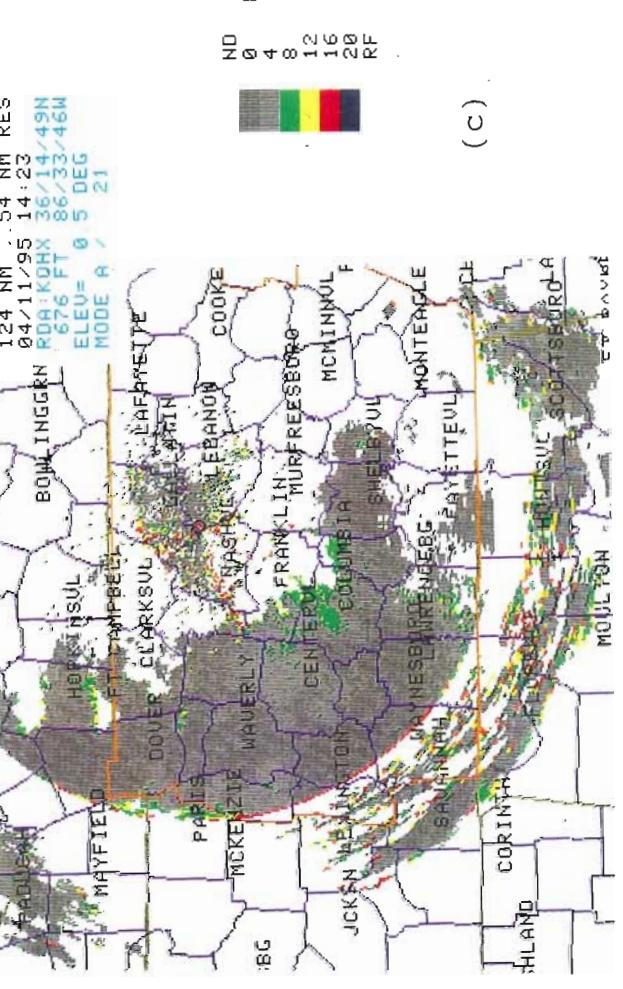 124 NM .54 NM RES
04/11/95 14:23
RDA:KOHX 36/14/49N
676 FT 86/33/46W
ELEV= 0.5 DEG
MODE A / 21
ND
0
4
8
12
16
20
RF
(c)
BOWLINGGRN
HOPKINSVL
FT CAMPBELL
CLARKSVL
LAFAYETTE
LEBANON
COOKE
DOVER
PADUCAH
MAYFIELD
PARIS
MCKENZIE
WAVERLY
FRANKLIN
MURFREESBORO
MCMINNVL
CENTERVL
COLUMBIA
SHELBYVL
MONTEAGLE
JCKSN
WAYNESBORO
LAWRENCEBG
FAYETTEVL
SAVANNAH
CORINTH
SCOTTSBORO
MOULTON